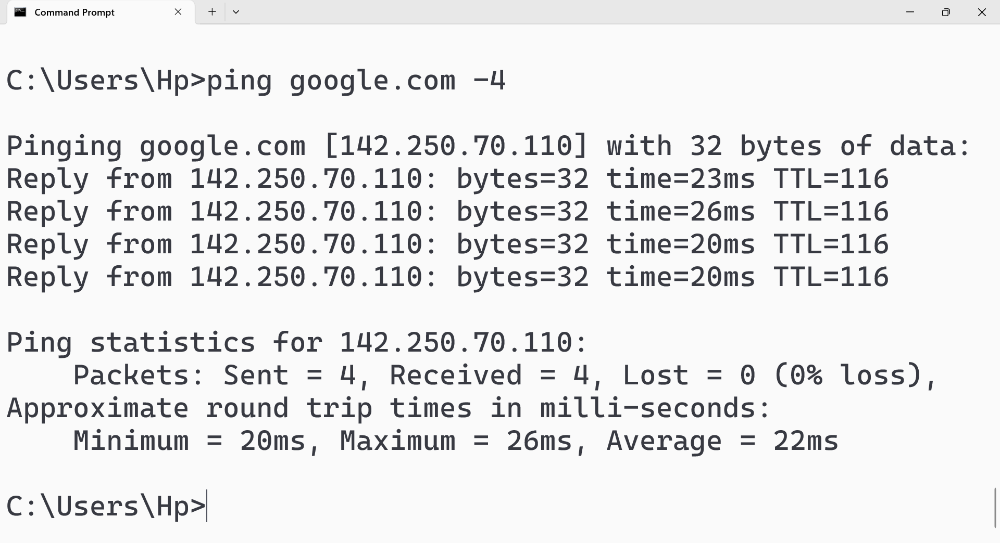 Command Prompt
C:\Users\Hp>ping google.com -4
Pinging google.com [142.250.70.110] with 32 bytes of data:
Reply from 142.250.70.110: bytes=32 time=23ms TTL=116
Reply from 142.250.70.110: bytes=32 time=26ms TTL=116
Reply from 142.250.70.110: bytes=32 time=20ms TTL=116
Reply from 142.250.70.110: bytes=32 time=20ms TTL=116
Ping statistics for 142.250.70.110:
    Packets: Sent = 4, Received = 4, Lost = 0 (0% loss),
Approximate round trip times in milli-seconds:
    Minimum = 20ms, Maximum = 26ms, Average = 22ms
C:\Users\Hp>